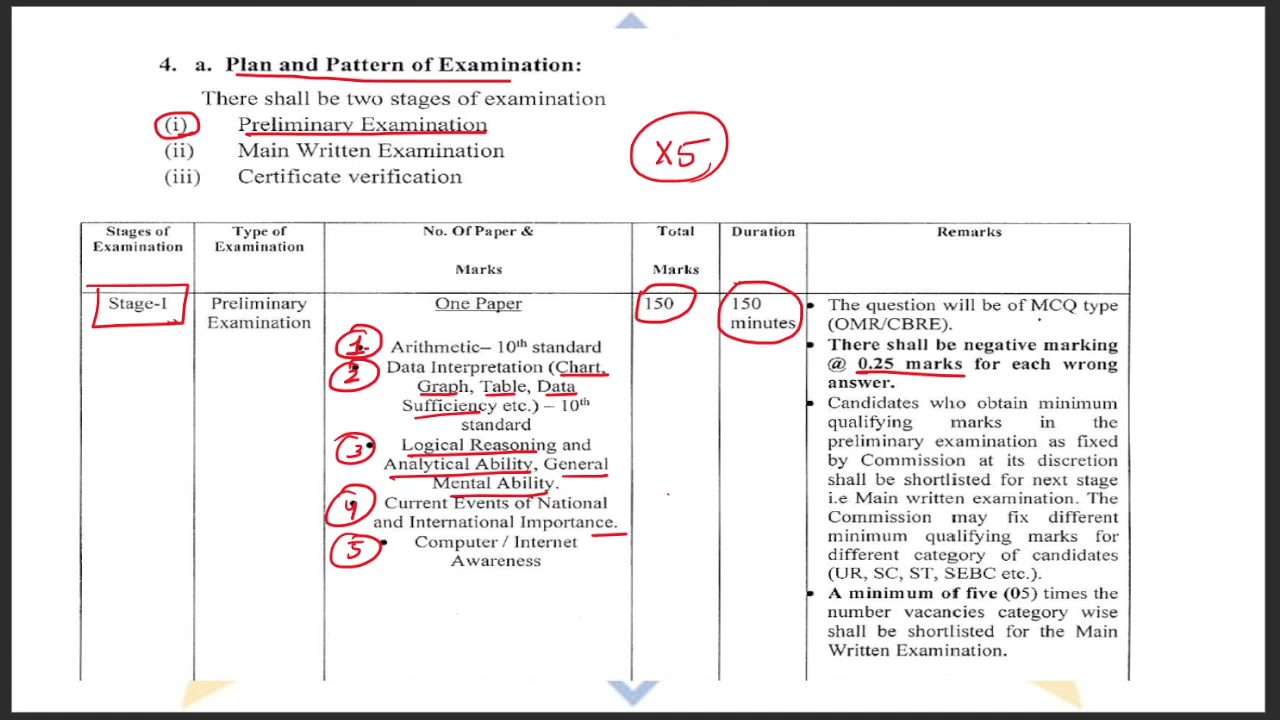 4. a. Plan and Pattern of Examination:
There shall be two stages of examination
(i) Preliminary Examination
(ii) Main Written Examination
(iii) Certificate verification
X5
Stages of Examination
Type of Examination
No. Of Paper & Marks
Total Marks
Duration
Remarks
Stage-I
Preliminary
Examination
One Paper
1 Arithmetic– 10th standard
2 Data Interpretation (Chart,
Graph, Table, Data
Sufficiency etc.) – 10th
standard
3 Logical Reasoning and
Analytical Ability, General
Mental Ability.
4 Current Events of National
and International Importance.
5 Computer / Internet
Awareness
150
150
minutes
• The question will be of MCQ type
(OMR/CBRE).
• There shall be negative marking
@ 0.25 marks for each wrong
answer.
• Candidates who obtain minimum
qualifying marks in the
preliminary examination as fixed
by Commission at its discretion
shall be shortlisted for next stage
i.e Main written examination. The
Commission may fix different
minimum qualifying marks for
different category of candidates
(UR, SC, ST, SEBC etc.).
• A minimum of five (05) times the
number vacancies category wise
shall be shortlisted for the Main
Written Examination.